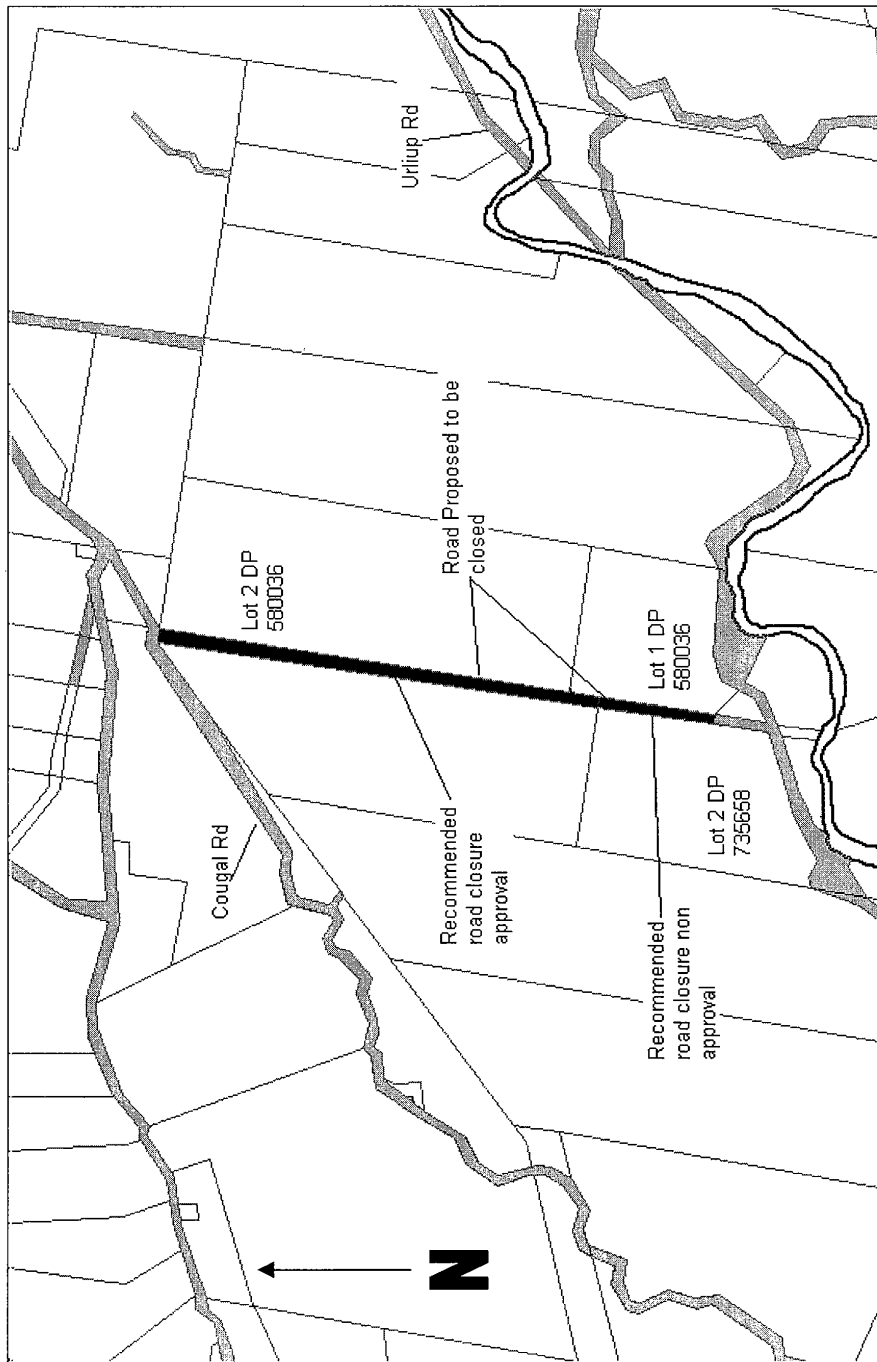 Urliup Rd
Road Proposed to be
closed
Lot 2 DP
580036
Lot 1 DP
580036
Lot 2 DP
735658
Cougal Rd
Recommended
road closure
approval
Recommended
road closure non
approval
N